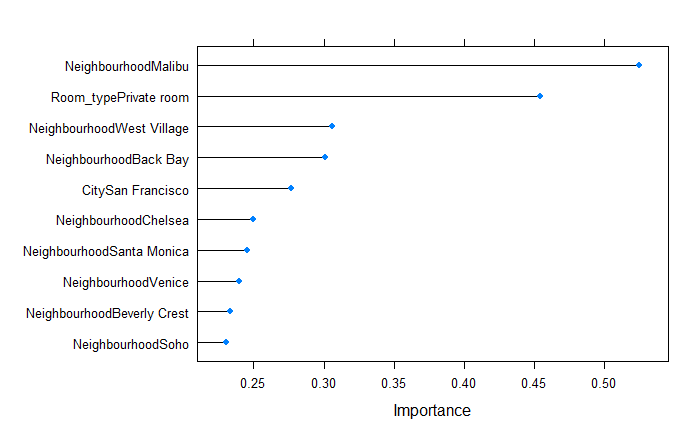 NeighbourhoodMalibu
Room_typePrivate room
NeighbourhoodWest Village
NeighbourhoodBack Bay
CitySan Francisco
NeighbourhoodChelsea
NeighbourhoodSanta Monica
NeighbourhoodVenice
NeighbourhoodBeverly Crest
NeighbourhoodSoho
0.25 0.30 0.35 0.40 0.45 0.50
Importance